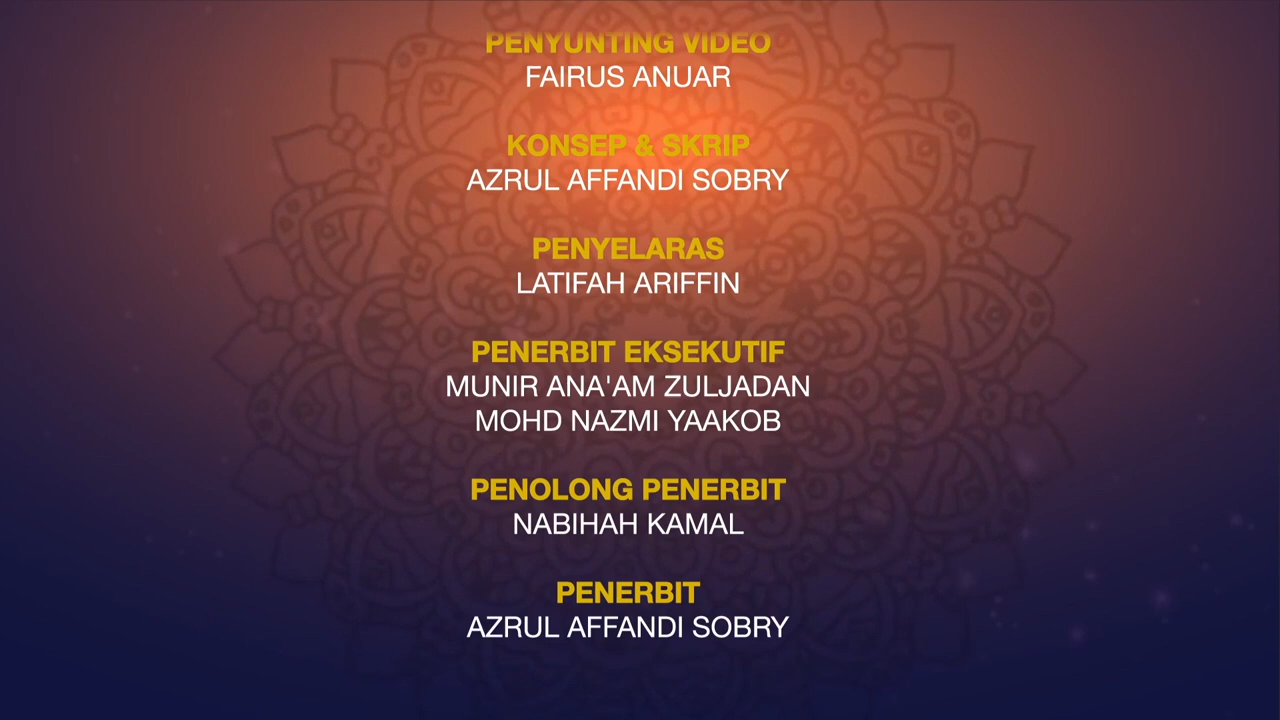 PENYUNTING VIDEO
FAIRUS ANUAR
KONSEP & SKRIP
AZRUL AFFANDI SOBRY
PENYELARAS
LATIFAH ARIFFIN
PENERBIT EKSEKUTIF
MUNIR ANA'AM ZULJADAN
MOHD NAZMI YAAKOB
PENOLONG PENERBIT
NABIHAH KAMAL
PENERBIT
AZRUL AFFANDI SOBRY